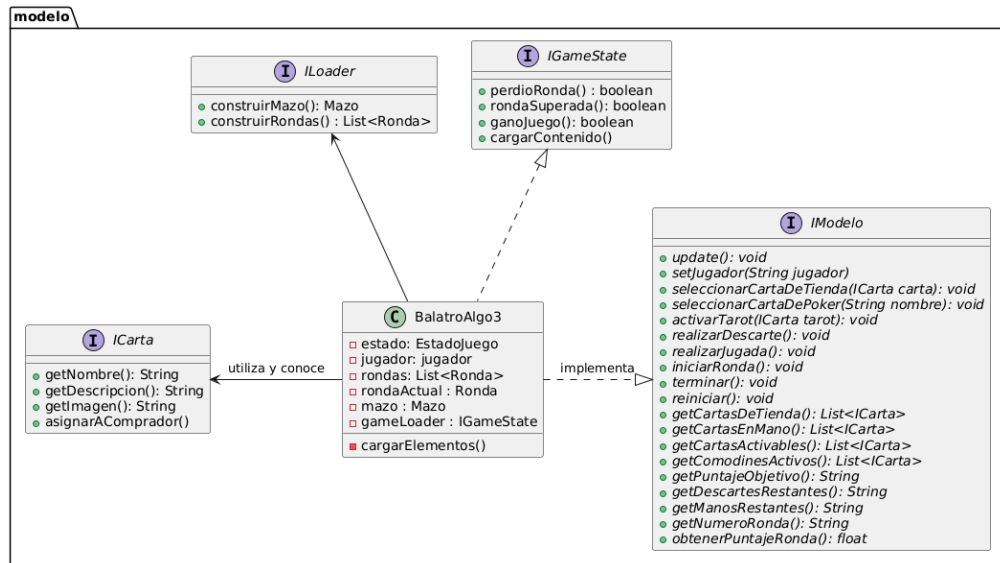 modelo
I ILoader
construirMazo(): Mazo
construirRondas() : List<Ronda>
I IGameState
perdioRonda() : boolean
rondaSuperada(): boolean
ganoJuego(): boolean
cargarContenido()
I IModelo
update(): void
setJugador(String jugador)
seleccionarCartaDeTienda(ICarta carta): void
seleccionarCartaDePoker(String nombre): void
activarTarot(ICarta tarot): void
realizarDescarte(): void
realizarJugada(): void
iniciarRonda(): void
terminar(): void
reiniciar(): void
getCartasDeTienda(): List<ICarta>
getCartasEnMano(): List<ICarta>
getCartasActivables(): List<ICarta>
getComodinesActivos(): List<ICarta>
getPuntajeObjetivo(): String
getDescartesRestantes(): String
getManosRestantes(): String
getNumeroRonda(): String
obtenerPuntajeRonda(): float
C BalatroAlgo3
estado: EstadoJuego
jugador: jugador
rondas: List<Ronda>
rondaActual : Ronda
mazo : Mazo
gameLoader : IGameState
cargarElementos()
I ICarta
getNombre(): String
getDescripcion(): String
getImagen(): String
asignarAComprador()
utiliza y conoce
implementa